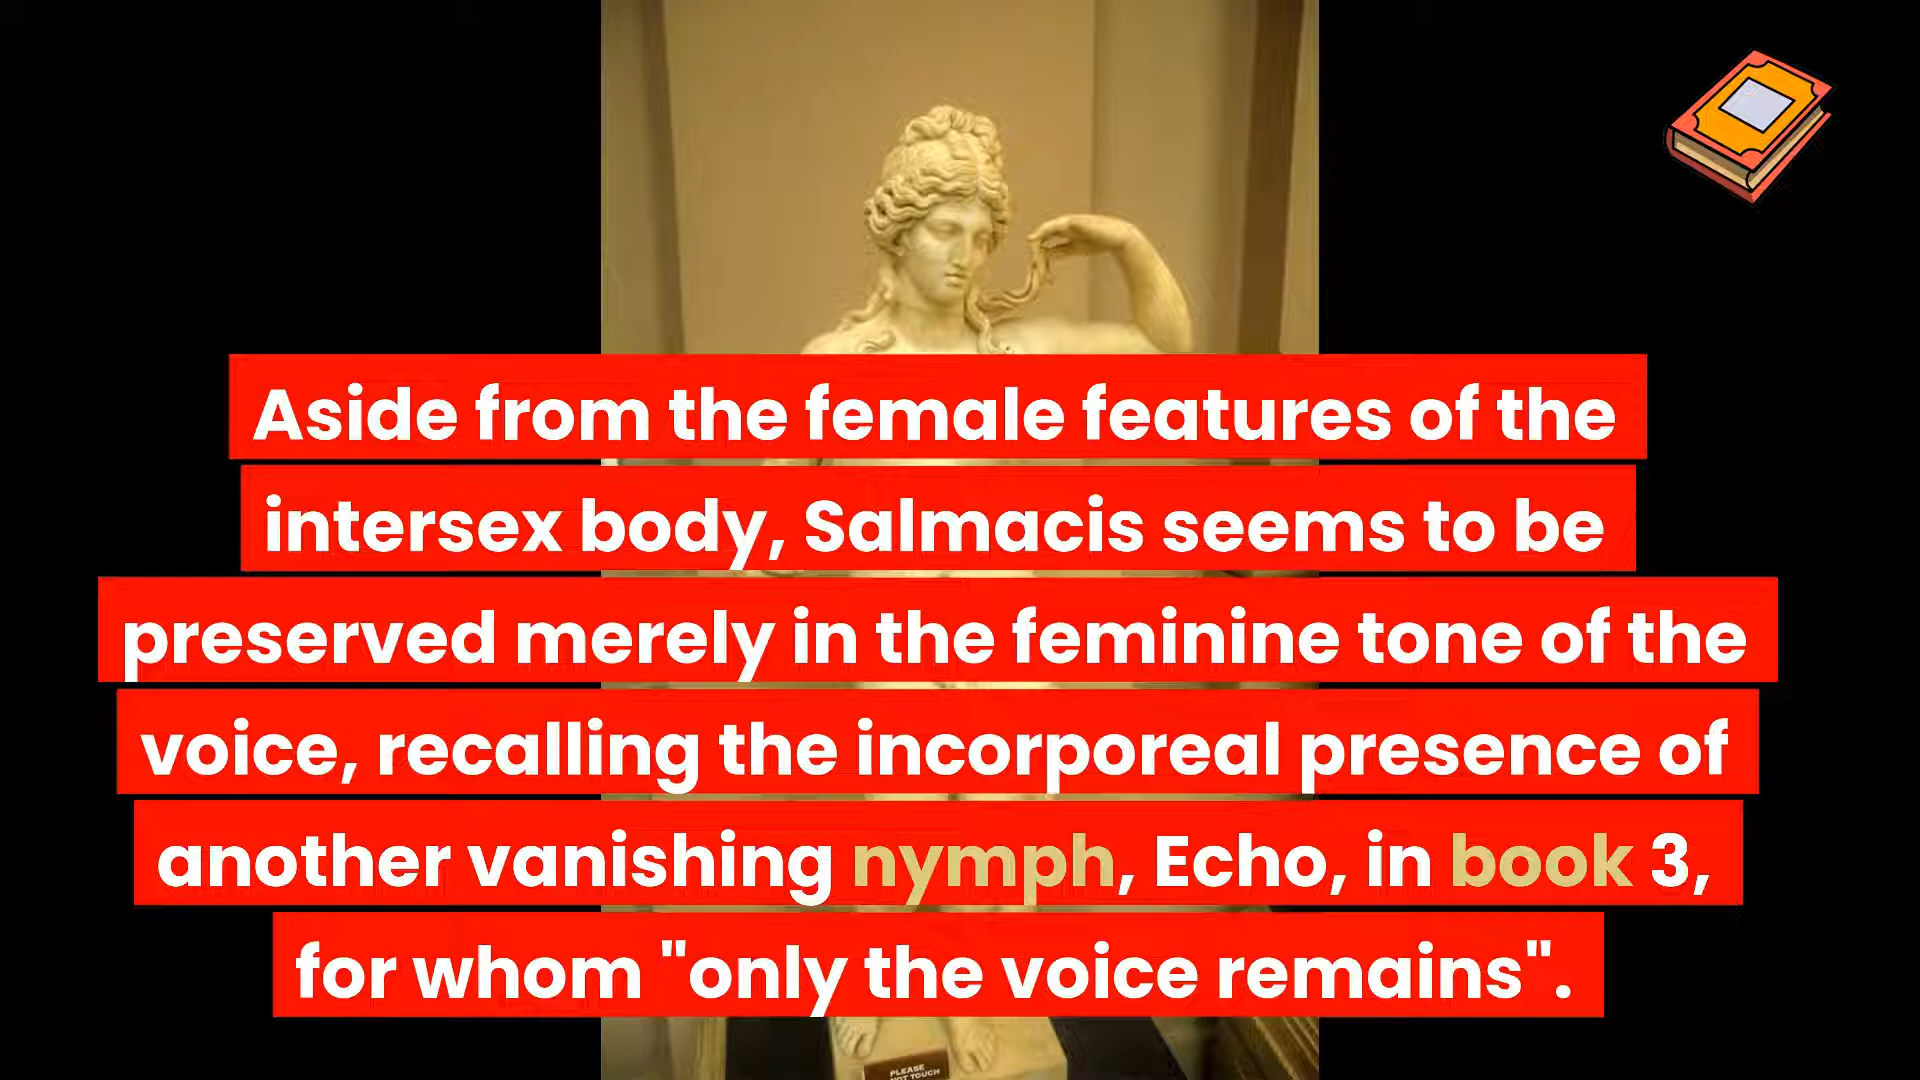 Aside from the female features of the
intersex body, Salmacis seems to be
preserved merely in the feminine tone of the
voice, recalling the incorporeal presence of
another vanishing nymph, Echo, in book 3,
for whom "only the voice remains".
PLEASE
NOT TOUCH